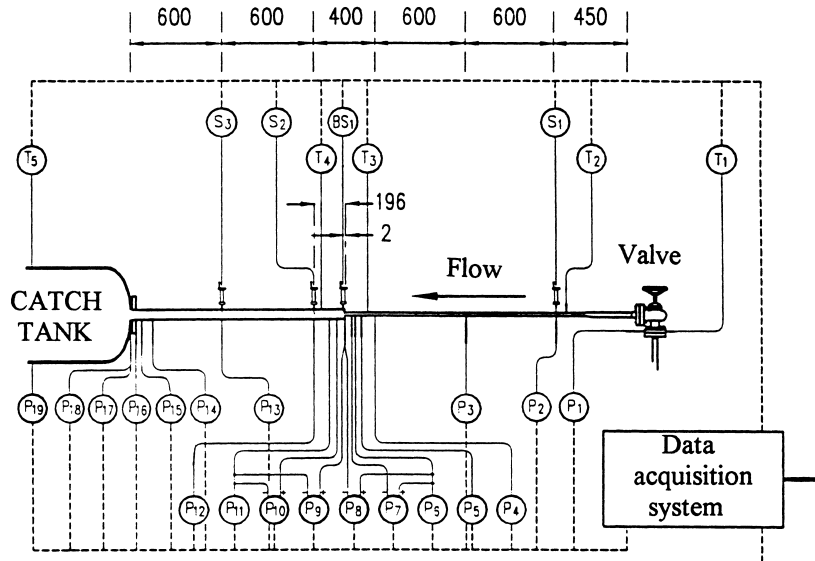 600 600 400 600 600 450
S3 S2 BS1 S1
T5 T4 T3 T2 T1
196
2
Flow
Valve
CATCH
TANK
P19 P18 P17 P16 P15 P14 P13 P3 P2 P1
Data
acquisition
system
P12 P11 P10 P9 P8 P7 P6 P5 P4